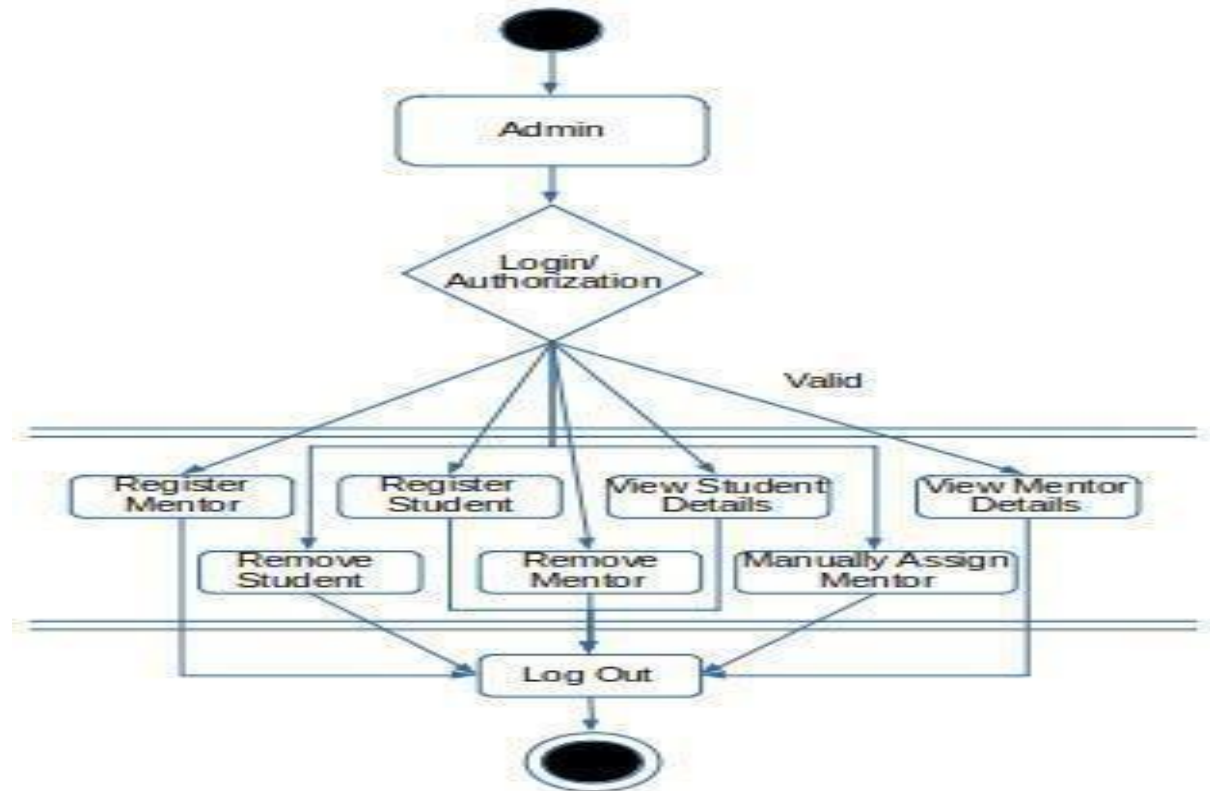 Admin
Login/
Authorization
Valid
Register
Mentor
Register
Student
View Student
Details
View Mentor
Details
Remove
Student
Remove
Mentor
Manually Assign
Mentor
Log Out